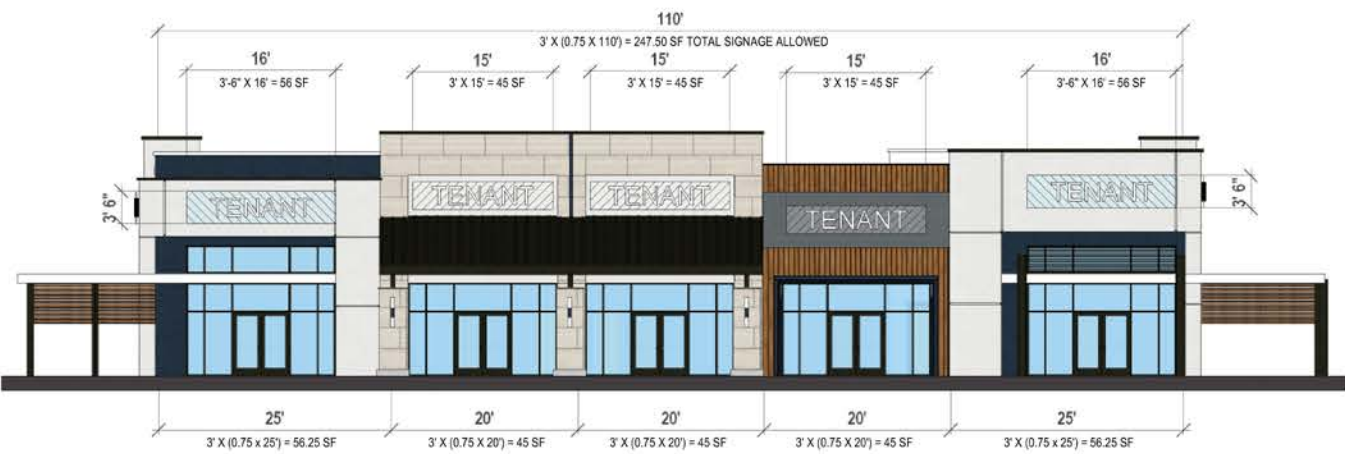 110'
3' X (0.75 X 110') = 247.50 SF TOTAL SIGNAGE ALLOWED
16'
15'
15'
15'
16'
3'-6" X 16' = 56 SF
3' X 15' = 45 SF
3' X 15' = 45 SF
3' X 15' = 45 SF
3'-6" X 16' = 56 SF
3' 6"
TENANT
TENANT
TENANT
TENANT
TENANT
3' 6"
25'
20'
20'
20'
25'
3' X (0.75 x 25') = 56.25 SF
3' X (0.75 X 20') = 45 SF
3' X (0.75 X 20') = 45 SF
3' X (0.75 X 20') = 45 SF
3' X (0.75 x 25') = 56.25 SF